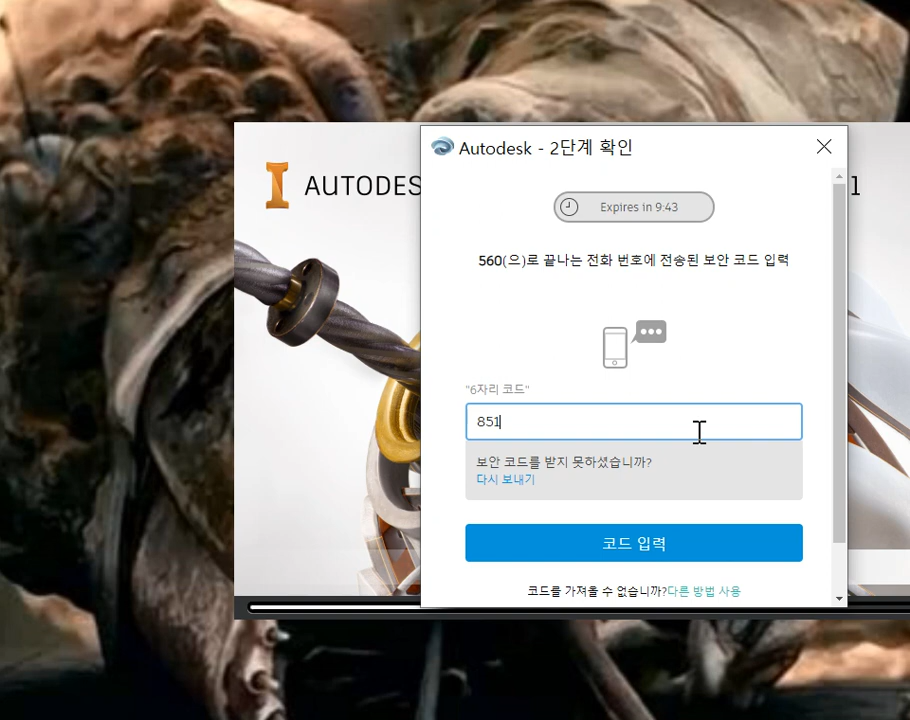 Autodesk - 2단계 확인
AUTODES
1
Expires in 9:43
560(으)로 끝나는 전화 번호에 전송된 보안 코드 입력
"6자리 코드"
851
보안 코드를 받지 못하셨습니까?
다시 보내기
코드 입력
코드를 가져올 수 없습니까?다른 방법 사용